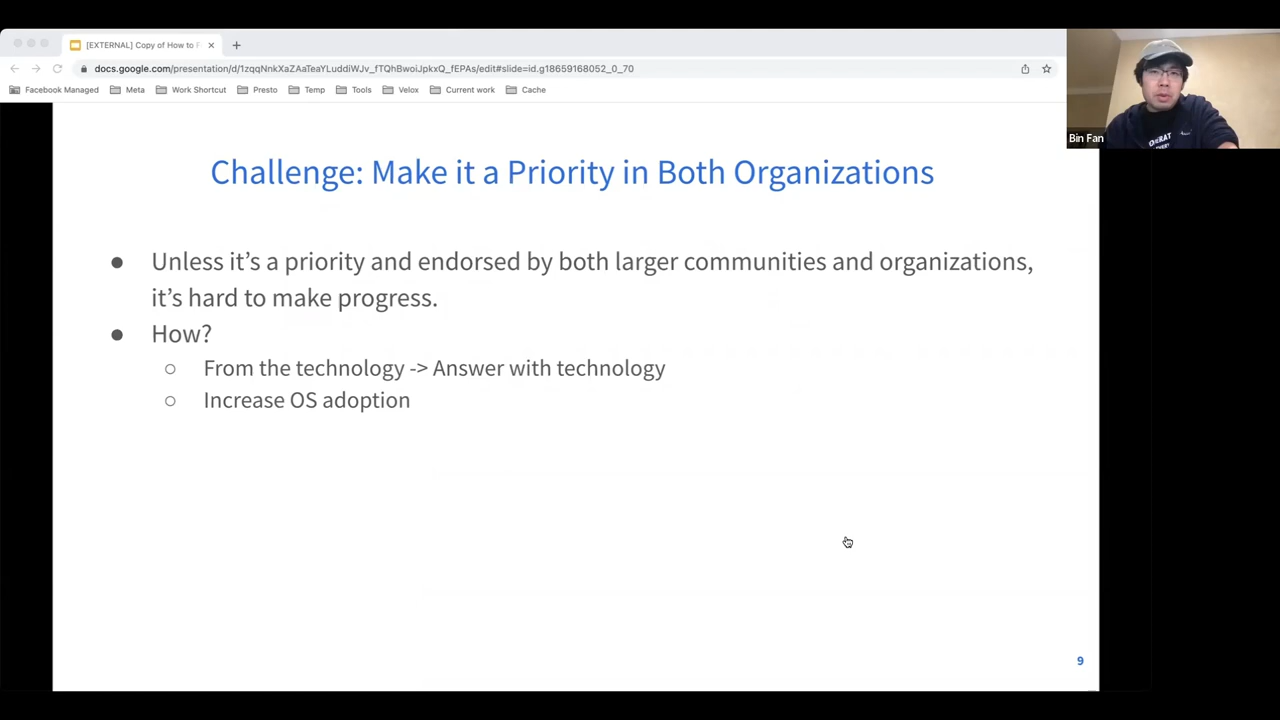 [EXTERNAL] Copy of How to F
docs.google.com/presentation/d/1zqqNnkXaZAaTeaYLuddiWJv_fTQhBwoiJpkxQ_fEPAs/edit#slide=id.g18659168052_0_70
Facebook Managed Meta Work Shortcut Presto Temp Tools Velox Current work Cache
Bin Fan
Challenge: Make it a Priority in Both Organizations
● Unless it’s a priority and endorsed by both larger communities and organizations,
it’s hard to make progress.
● How?
○ From the technology -> Answer with technology
○ Increase OS adoption
9